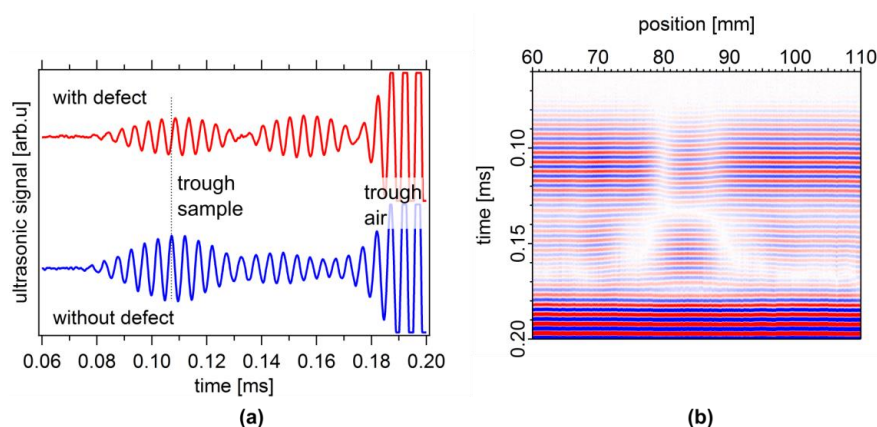 ultrasonic signal [arb.u]
with defect
trough
sample
trough
air
without defect
0.06 0.08 0.10 0.12 0.14 0.16 0.18 0.20
time [ms]
(a)
position [mm]
60 70 80 90 100 110
time [ms]
0.10
0.15
0.20
(b)